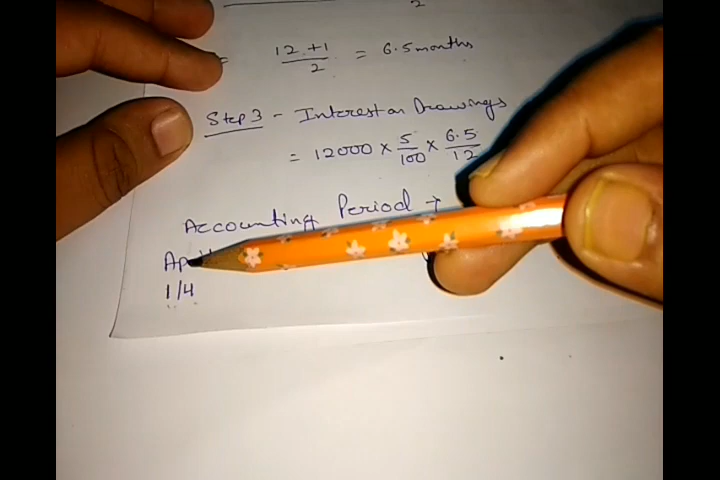 2
= 12 + 1 / 2 = 6.5 months
Step 3 - Interest on Drawings
= 12000 × 5/100 × 6.5/12
Accounting Period →
1/4